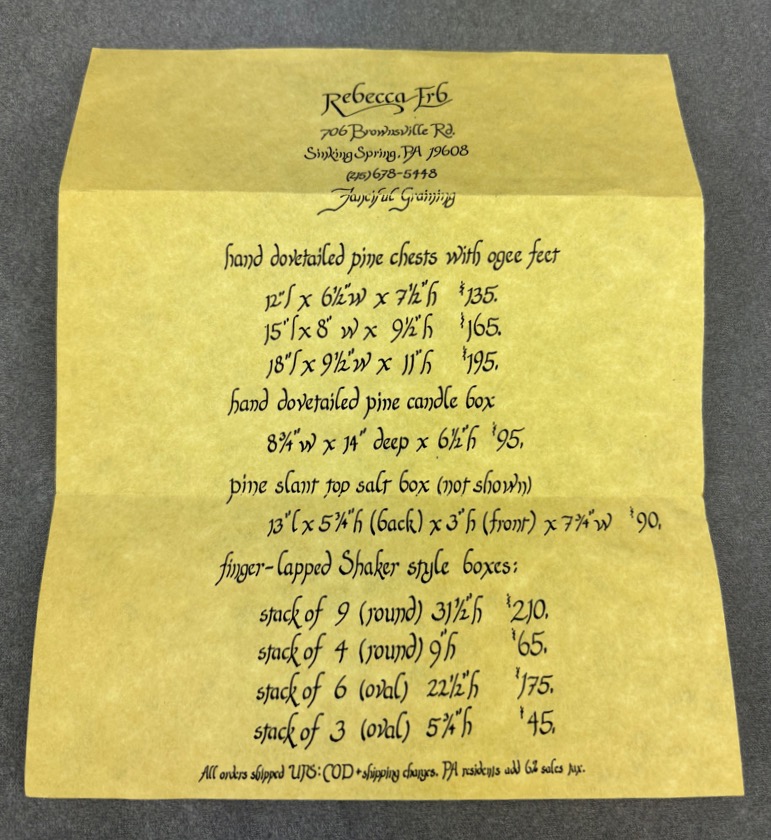 Rebecca Erb
706 Brownsville Rd.
Sinking Spring, PA 19608
(215) 678-5448
Fanciful Graining
hand dovetailed pine chests with ogee feet
12"l x 6½"w x 7½"h $135.
15"l x 8" w x 9½"h $165.
18"l x 9½"w x 11"h $195.
hand dovetailed pine candle box
8¾"w x 14" deep x 6½"h $95.
pine slant top salt box (not shown)
13"l x 5¾"h (back) x 3"h (front) x 7¾"w $90.
finger-lapped Shaker style boxes:
stack of 9 (round) 31½"h $210.
stack of 4 (round) 9"h $65.
stack of 6 (oval) 22½"h $175.
stack of 3 (oval) 5¾"h $45.
All orders shipped UPS: COD + shipping charges. PA residents add 6% sales tax.